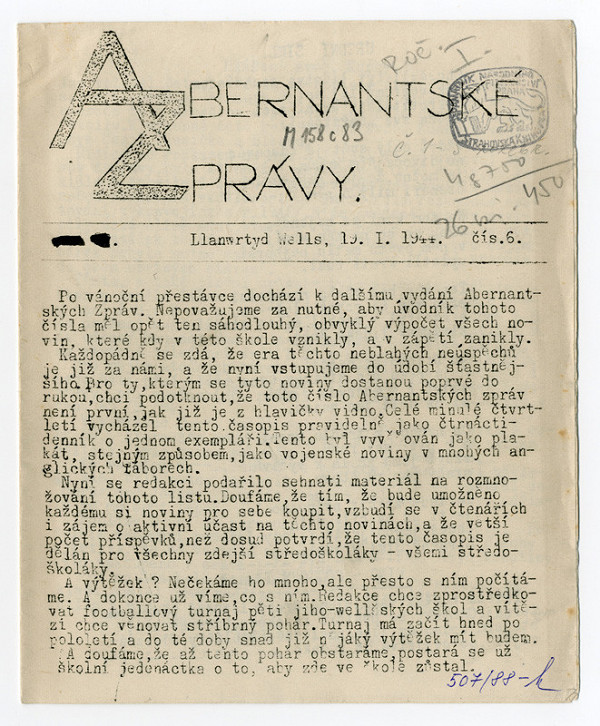 ABERNANTSKÉ
ZPRÁVY.
ROČ. I.
M 158 c 83
č. 1-
48750
450
Llanwrtyd Wells, 19. I. 1944. čís.6.
Po vánoční přestávce dochází k dalšímu vydání Abernant-
ských Zpráv. Nepovažujeme za nutné, aby úvodník tohoto
čísla měl opět ten sáhodlouhý, obvyklý výpočet všech no-
vin, které kdy v této škole vznikly, a v zápětí zanikly.
Každopádně se zdá, že era těchto neblahých neúspěchů
je již za námi, a že nyní vstupujeme do údobí šťastněj-
šího. Pro ty, kterým se tyto noviny dostanou poprvé do
rukou, chci podotknout, že toto číslo Abernantských zpráv
není první, jak již je z hlavičky vidno. Celé minulé čtvrt-
letí vycházel tento časopis pravidelně jako čtrnácti-
denník o jednom exempláři. Tento byl vyvěšován jako pla-
kát, stejným způsobem, jako vojenské noviny v mnohých an-
glických táborech.
Nyní se redakci podařilo sehnati materiál na rozmno-
žování tohoto listu. Doufáme, že tím, že bude umožněno
každému si noviny pro sebe koupit, vzbudí se v čtenářích
i zájem o aktivní účast na těchto novinách, a že větší
počet příspěvků, než dosud potvrdí, že tento časopis je
dělán pro všechny zdejší středoškoláky - všemi středo-
školáky.
A výtěžek ? Nečekáme ho mnoho, ale přesto s ním počítá-
me. A dokonce už víme, co s ním. Redakce chce zprostředko-
vat footballový turnaj pěti jiho-wellšských škol a vítě-
zi chce věnovat stříbrný pohár. Turnaj má začít hned po
pololetí a do té doby snad již nějáký výtěžek mít budem.
A doufáme, že až tento pohár obstaráme, postará se už
školní jedenáctka o to, aby zde ve škole zůstal.
507/88-k